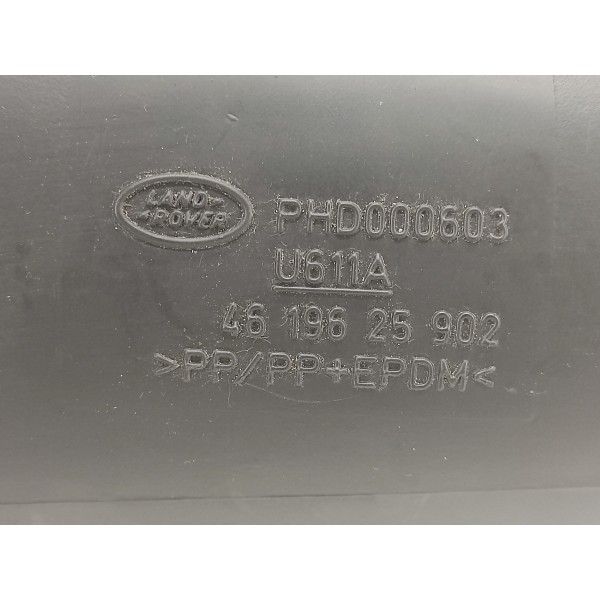 LAND
ROVER
PHD000603
U611A
46 196 25 902
>PP/PP+EPDM<